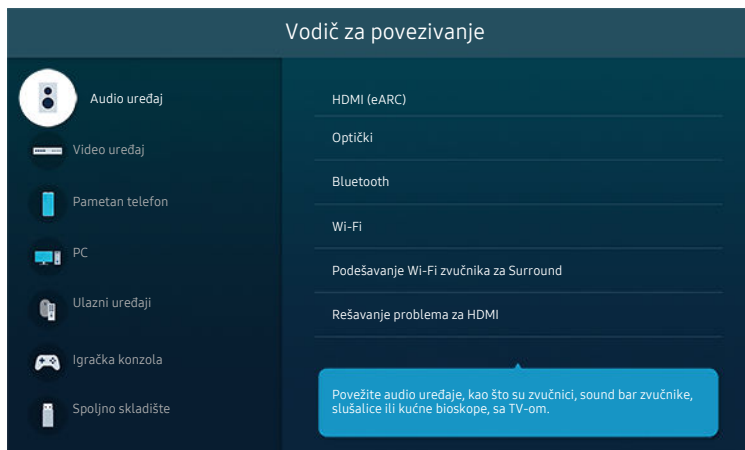 Vodič za povezivanje
Audio uređaj
Video uređaj
Pametan telefon
PC
Ulazni uređaji
Igračka konzola
Spoljno skladište
HDMI (eARC)
Optički
Bluetooth
Wi-Fi
Podešavanje Wi-Fi zvučnika za Surround
Rešavanje problema za HDMI
Povežite audio uređaje, kao što su zvučnici, sound bar zvučnike,
slušalice ili kućne bioskope, sa TV-om.